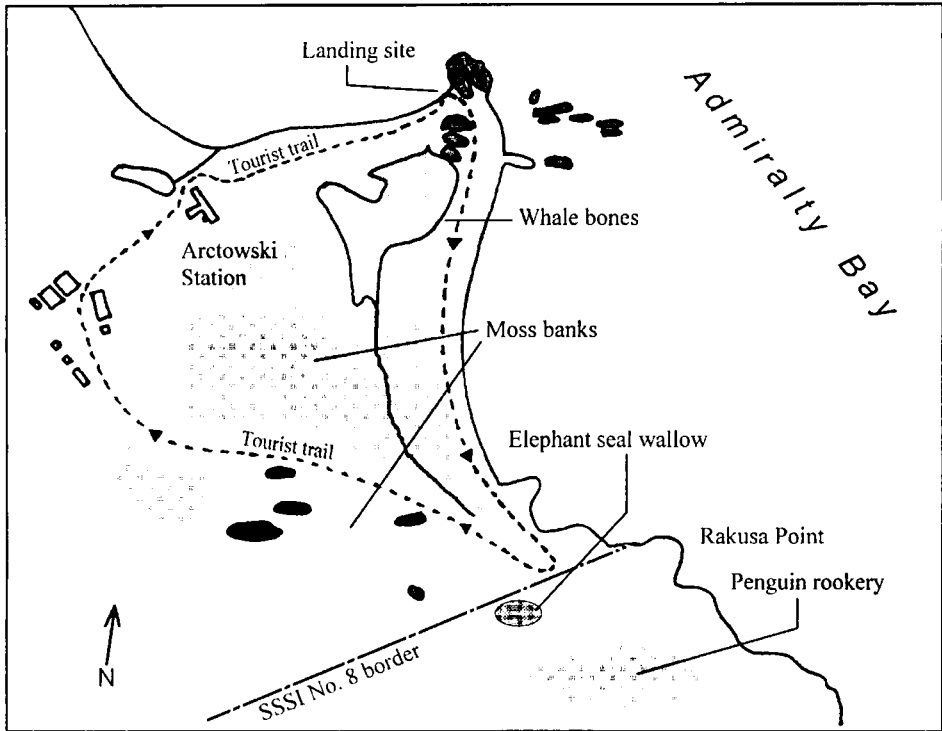 Landing site
Admiralty Bay
Tourist trail
Whale bones
Arctowski
Station
Moss banks
Tourist trail
Elephant seal wallow
Rakusa Point
Penguin rookery
N
SSSI No. 8 border